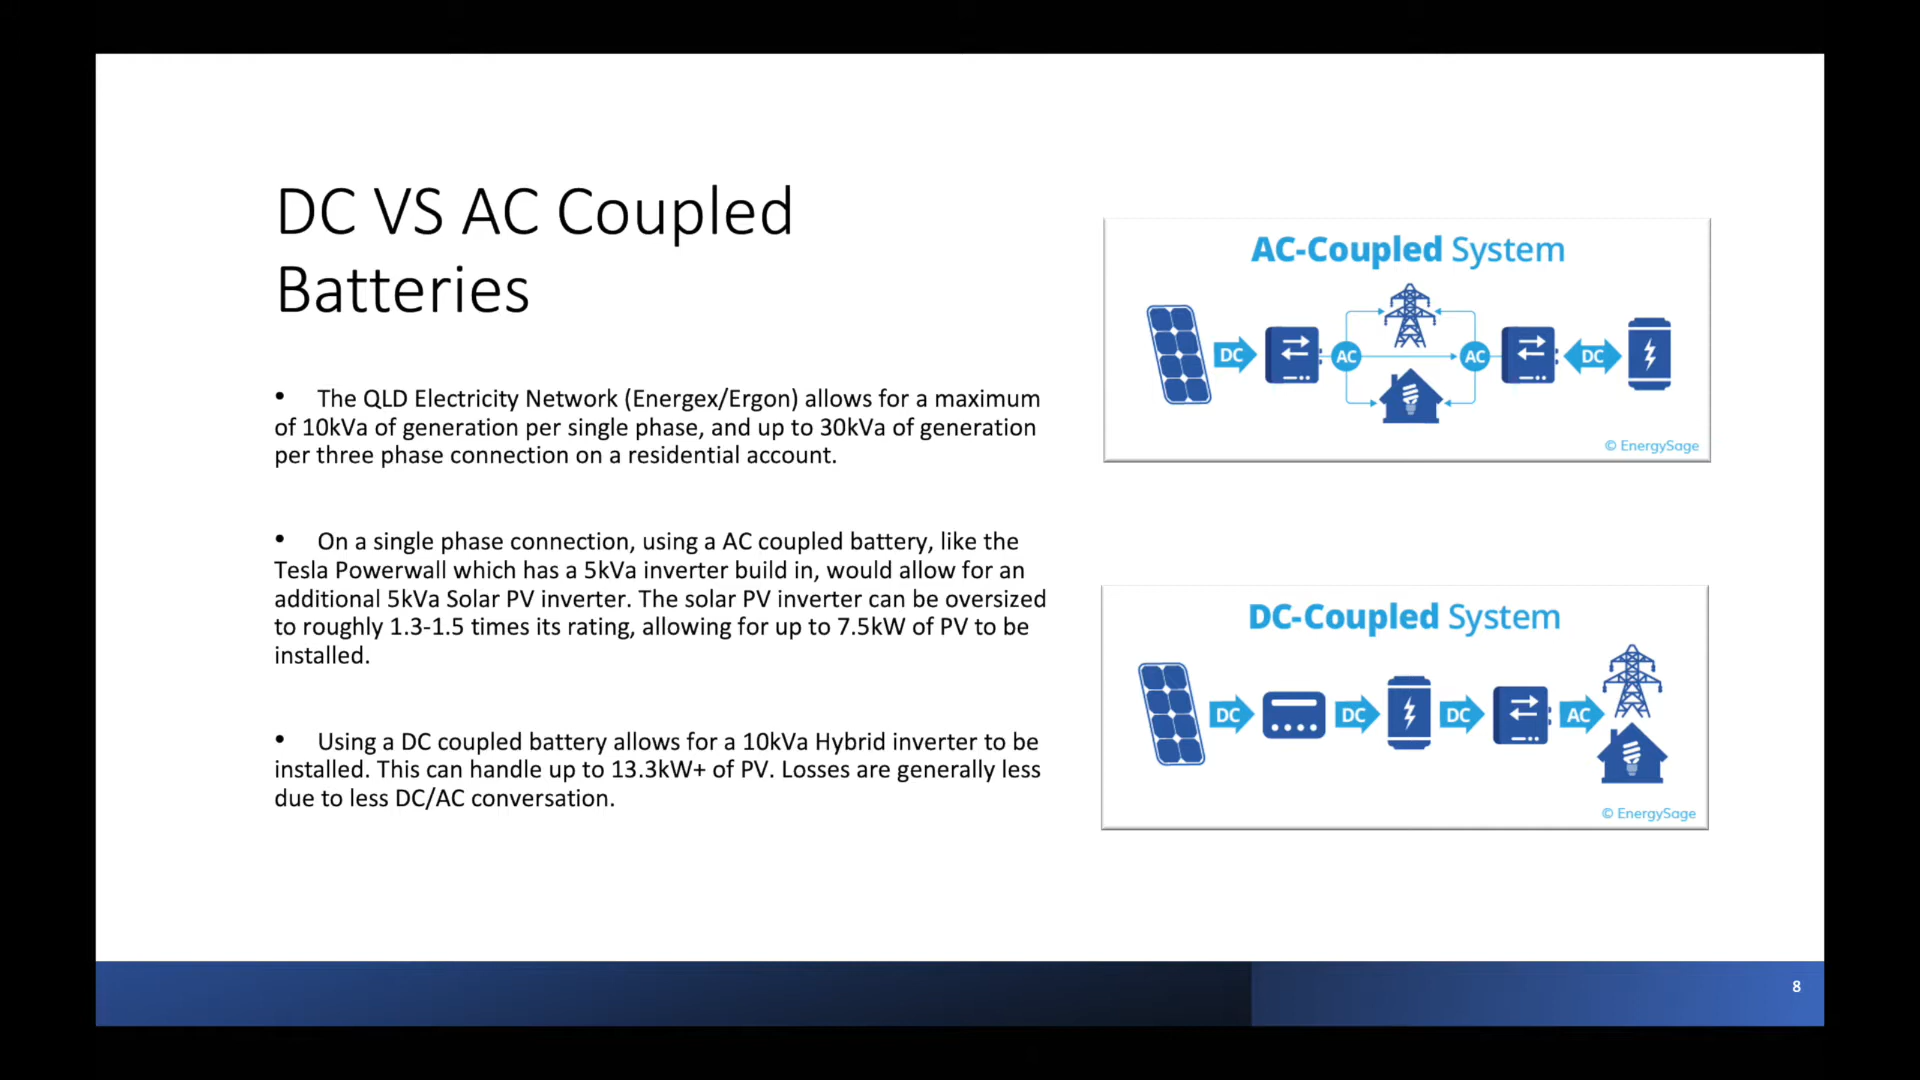 DC VS AC Coupled
Batteries
• The QLD Electricity Network (Energex/Ergon) allows for a maximum
of 10kVa of generation per single phase, and up to 30kVa of generation
per three phase connection on a residential account.
• On a single phase connection, using a AC coupled battery, like the
Tesla Powerwall which has a 5kVa inverter build in, would allow for an
additional 5kVa Solar PV inverter. The solar PV inverter can be oversized
to roughly 1.3-1.5 times its rating, allowing for up to 7.5kW of PV to be
installed.
• Using a DC coupled battery allows for a 10kVa Hybrid inverter to be
installed. This can handle up to 13.3kW+ of PV. Losses are generally less
due to less DC/AC conversation.
AC-Coupled System
DC AC AC DC
© EnergySage
DC-Coupled System
DC DC DC AC
© EnergySage
8